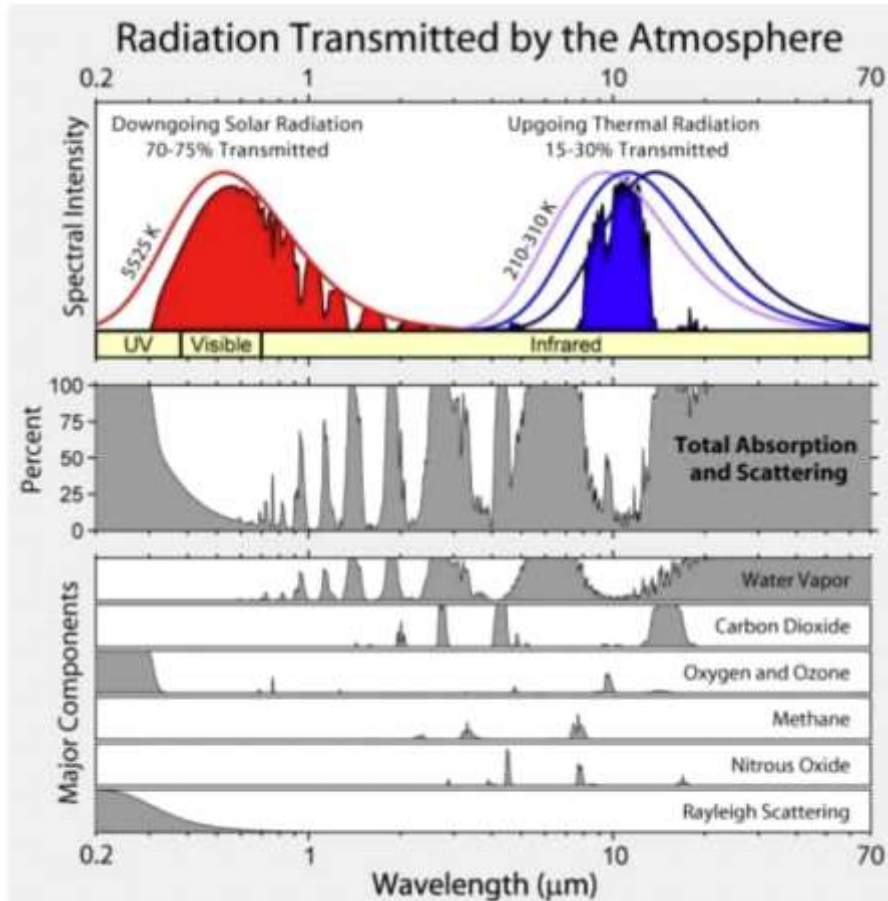 Radiation Transmitted by the Atmosphere
0.2 1 10 70
Spectral Intensity
Downgoing Solar Radiation
70-75% Transmitted
Upgoing Thermal Radiation
15-30% Transmitted
5525 K
210-310 K
UV Visible Infrared
Percent
100
75
50
25
0
Total Absorption
and Scattering
Major Components
Water Vapor
Carbon Dioxide
Oxygen and Ozone
Methane
Nitrous Oxide
Rayleigh Scattering
0.2 1 10 70
Wavelength (μm)